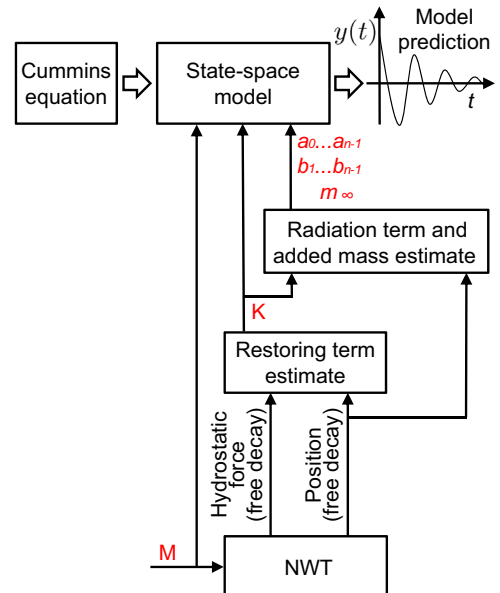 y(t)
Model
prediction
Cummins
equation
State-space
model
t
a0...an-1
b1...bn-1
m ∞
Radiation term and
added mass estimate
K
Restoring term
estimate
Hydrostatic
force
(free decay)
Position
(free decay)
M
NWT